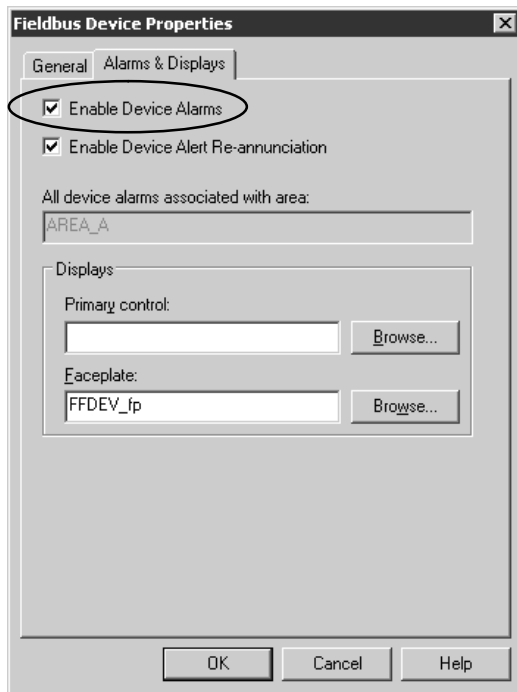 Fieldbus Device Properties
General
Alarms & Displays
Enable Device Alarms
Enable Device Alert Re-annunciation
All device alarms associated with area:
AREA_A
Displays
Primary control:
Browse...
Faceplate:
FFDEV_fp
Browse...
OK
Cancel
Help